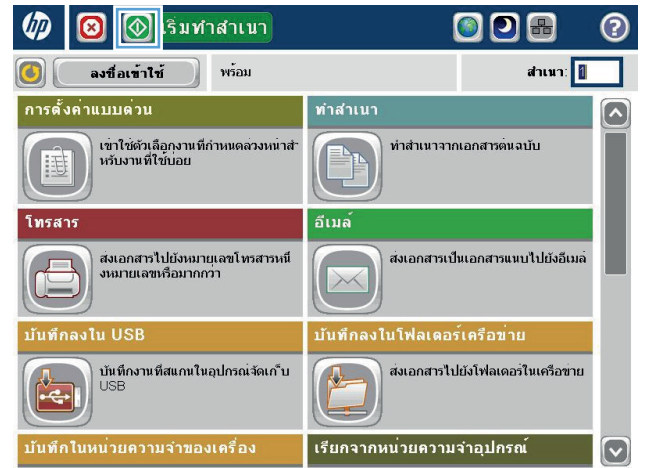 hp เริ่มทำสำเนา ?
ลงชื่อเข้าใช้ พร้อม สำเนา: 1
การตั้งค่าแบบด่วน
เข้าใช้ตัวเลือกงานที่กำหนดล่วงหน้าสำ
หรับงานที่ใช้บ่อย
ทำสำเนา
ทำสำเนาจากเอกสารต้นฉบับ
โทรสาร
ส่งเอกสารไปยังหมายเลขโทรสารหนึ่
งหมายเลขหรือมากกว่า
อีเมล์
ส่งเอกสารเป็นเอกสารแนบไปยังอีเมล์
บันทึกลงใน USB
บันทึกงานที่สแกนในอุปกรณ์จัดเก็บ
USB
บันทึกลงในโฟลเดอร์เครือข่าย
ส่งเอกสารไปยังโฟลเดอร์ในเครือข่าย
บันทึกในหน่วยความจำของเครื่อง
เรียกจากหน่วยความจำอุปกรณ์